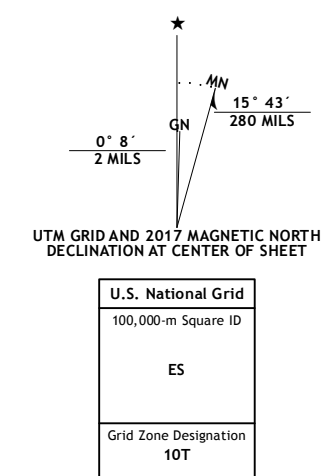 MN
15° 43´
280 MILS
GN
0° 8´
2 MILS
UTM GRID AND 2017 MAGNETIC NORTH
DECLINATION AT CENTER OF SHEET
U.S. National Grid
100,000-m Square ID
ES
Grid Zone Designation
10T